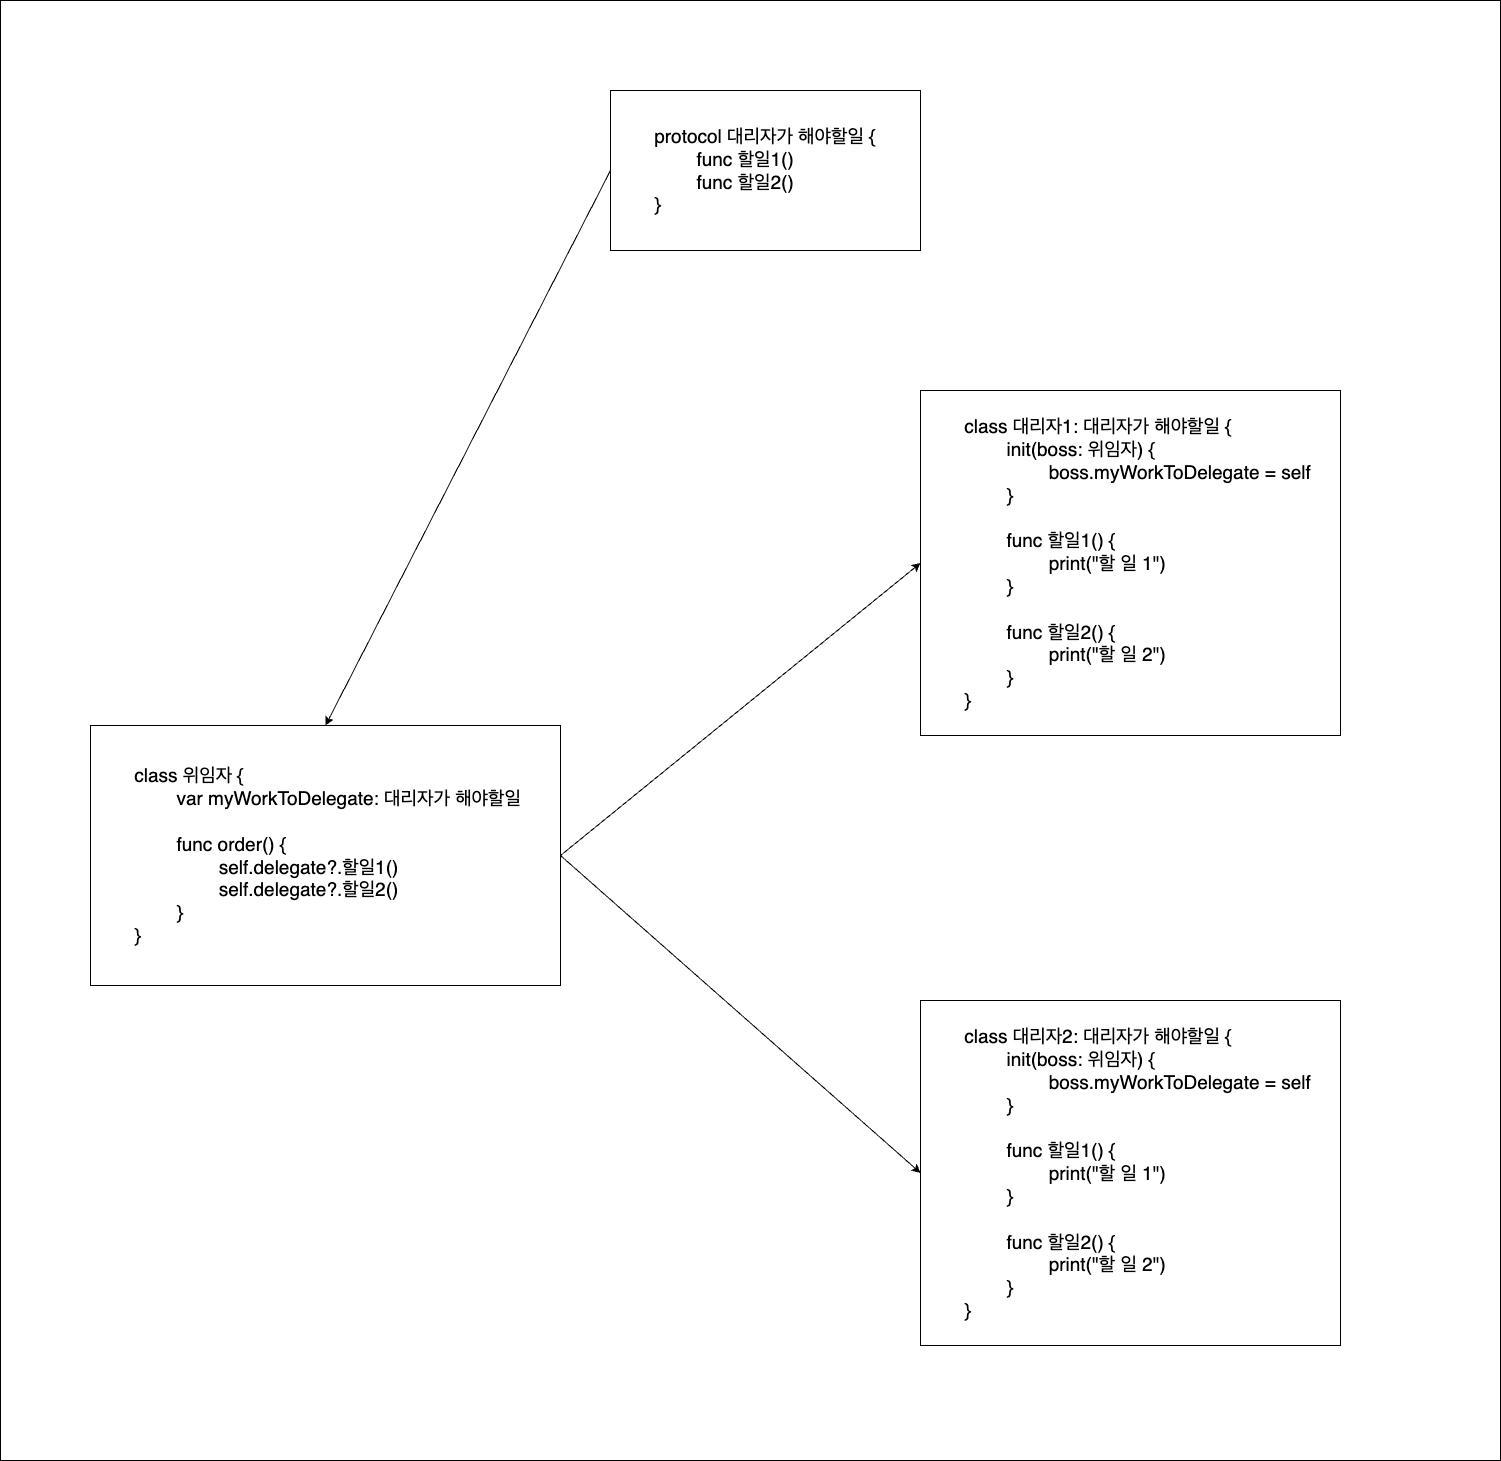 protocol 대리자가 해야할일 {
func 할일1()
func 할일2()
}
class 대리자1: 대리자가 해야할일 {
init(boss: 위임자) {
boss.myWorkToDelegate = self
}
func 할일1() {
print("할 일 1")
}
func 할일2() {
print("할 일 2")
}
}
class 위임자 {
var myWorkToDelegate: 대리자가 해야할일
func order() {
self.delegate?.할일1()
self.delegate?.할일2()
}
}
class 대리자2: 대리자가 해야할일 {
init(boss: 위임자) {
boss.myWorkToDelegate = self
}
func 할일1() {
print("할 일 1")
}
func 할일2() {
print("할 일 2")
}
}